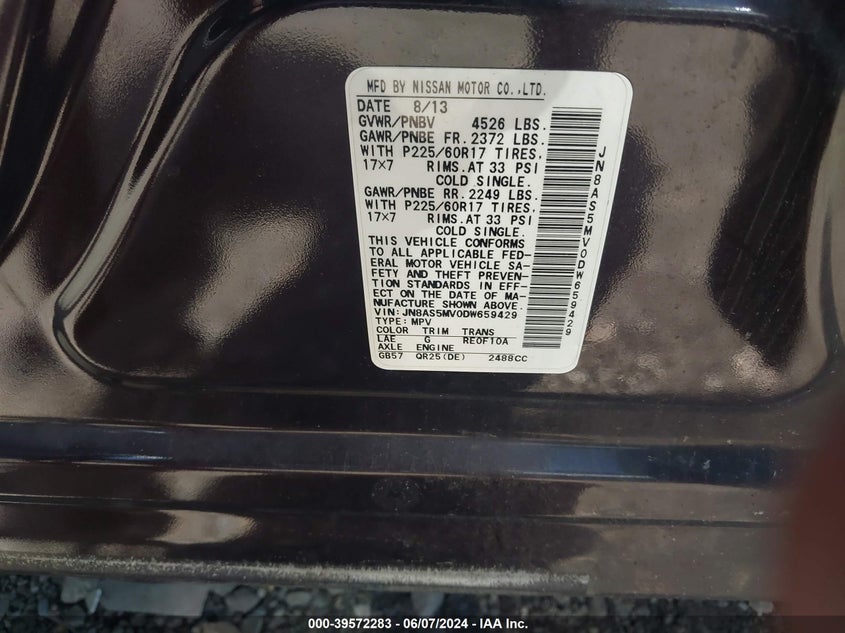 MFD BY NISSAN MOTOR CO.,LTD.
DATE 8/13
GVWR/PNBV 4526 LBS.
GAWR/PNBE FR. 2372 LBS.
WITH P225/60R17 TIRES,
17×7 RIMS.AT 33 PSI
COLD SINGLE.
GAWR/PNBE RR. 2249 LBS.
WITH P225/60R17 TIRES,
17×7 RIMS.AT 33 PSI
COLD SINGLE.
THIS VEHICLE CONFORMS
TO ALL APPLICABLE FED-
ERAL MOTOR VEHICLE SA-
FETY AND THEFT PREVEN-
TION STANDARDS IN EFF-
ECT ON THE DATE OF MA-
NUFACTURE SHOWN ABOVE.
VIN:JN8AS5MV0DW659429
TYPE:MPV
COLOR TRIM TRANS
LAE G RE0F10A
AXLE ENGINE
GB57 QR25(DE) 2488CC
JN8AS5MV0DW659429
000-39572283 - 06/07/2024 - IAA Inc.